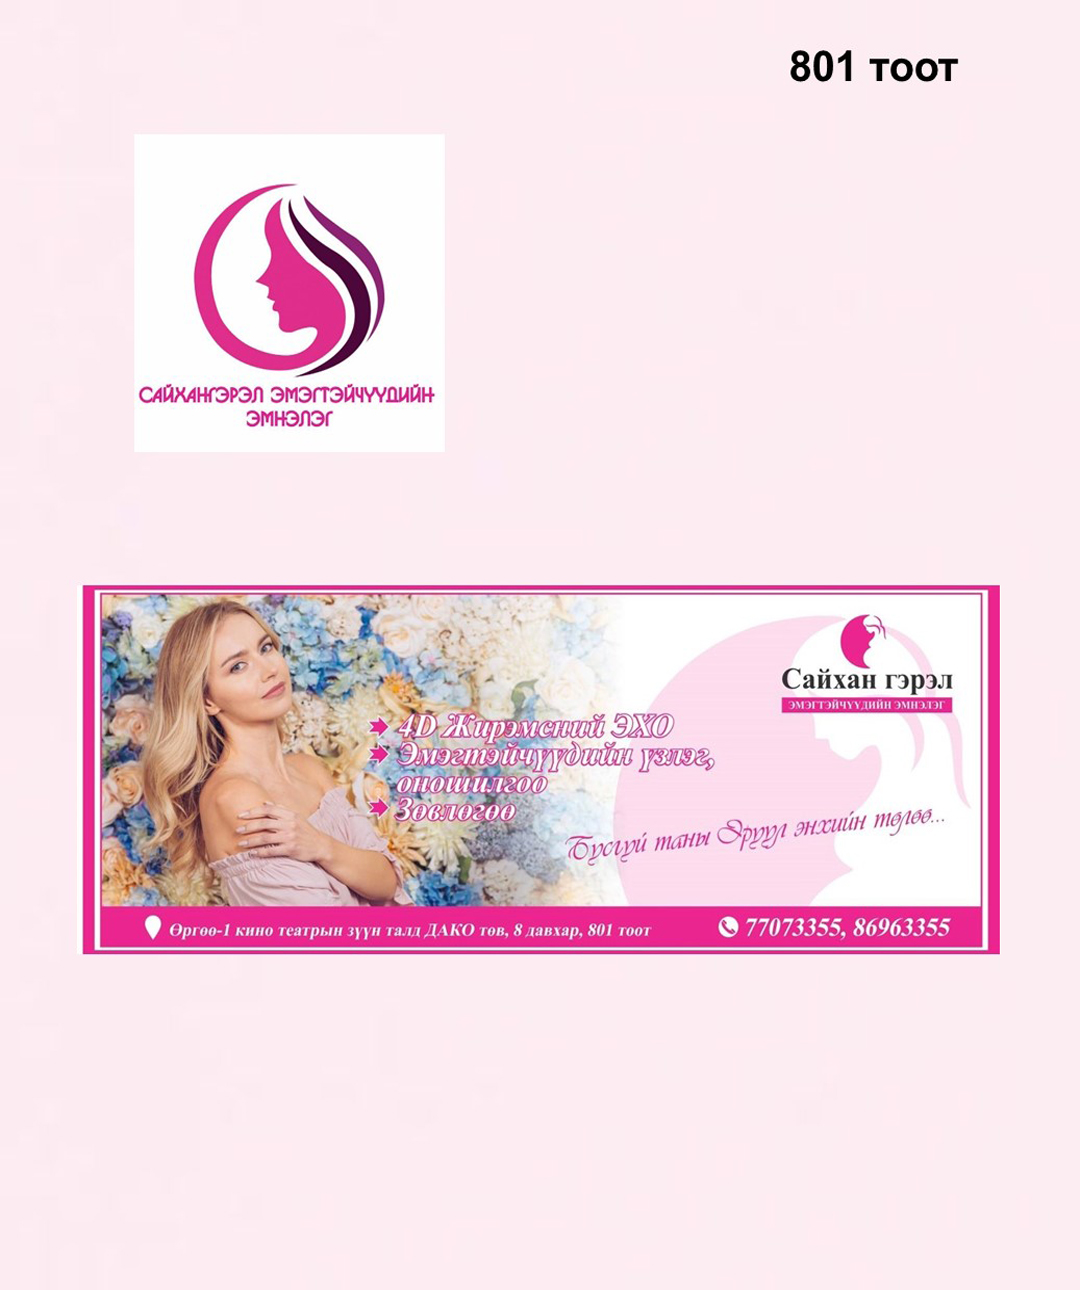 801 тоот
САЙХАНГЭРЭЛ ЭМЭГТЭЙЧҮҮДИЙН
ЭМНЭЛЭГ
Сайхан гэрэл
ЭМЭГТЭЙЧҮҮДИЙН ЭМНЭЛЭГ
4D Жирэмсний ЭХО
Эмэгтэйчүүдийн үзлэг,
оношилгоо
Зөвлөгөө
Бүсгүй таны Эрүүл энхийн төлөө...
Өргөө-1 кино театрын зүүн талд ДАКО төв, 8 давхар, 801 тоот
77073355, 86963355